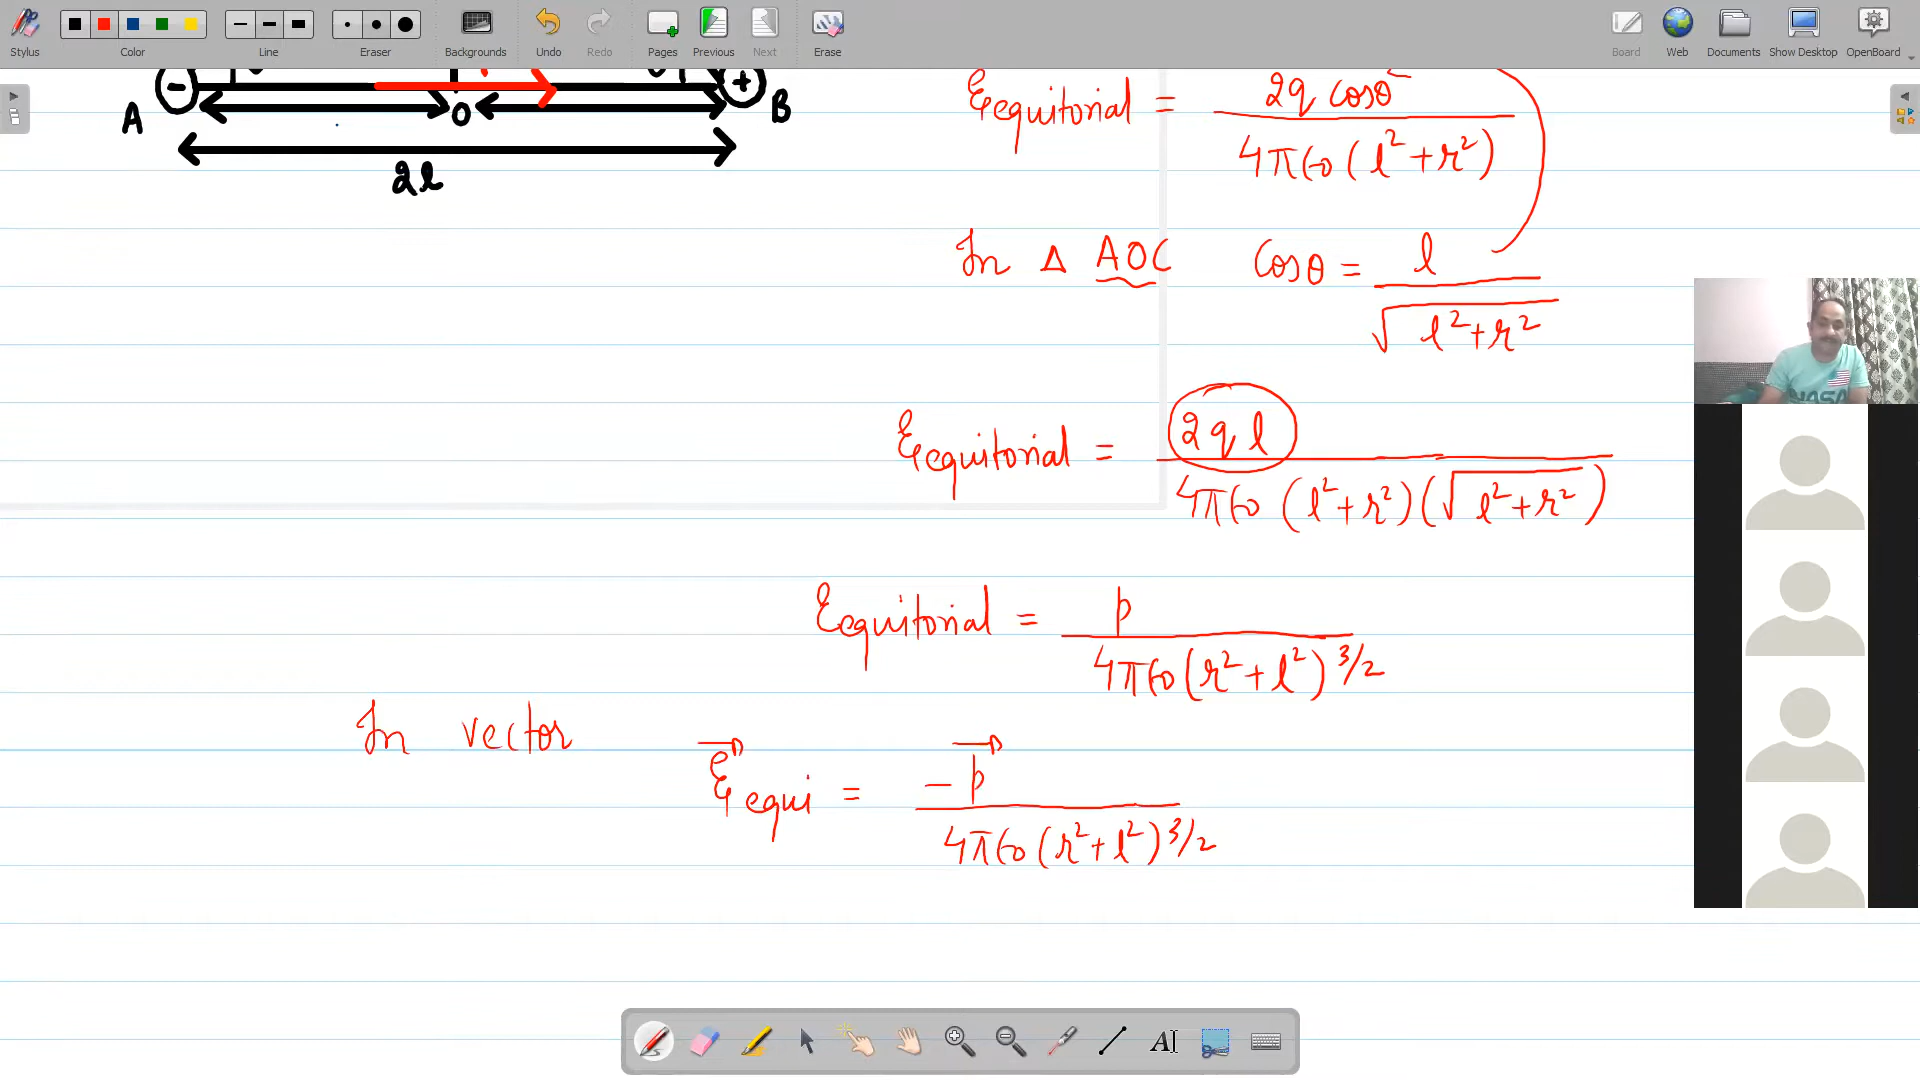 Stylus
Color
Line
Eraser
Backgrounds
Undo
Redo
Pages
Previous
Next
Erase
Board
Web
Documents
Show Desktop
OpenBoard
− +
A O B
2l
Eequitorial = 2q cosθ / 4π∈0 (l²+r²)
In Δ AOC cosθ = l / √l²+r²
Eequitorial = 2ql / 4π∈0 (l²+r²)(√l²+r²)
Eequitorial = p / 4π∈0 (r²+l²)3/2
In vector
E⃗equi = −p⃗ / 4π∈0 (r²+l²)3/2
NASA